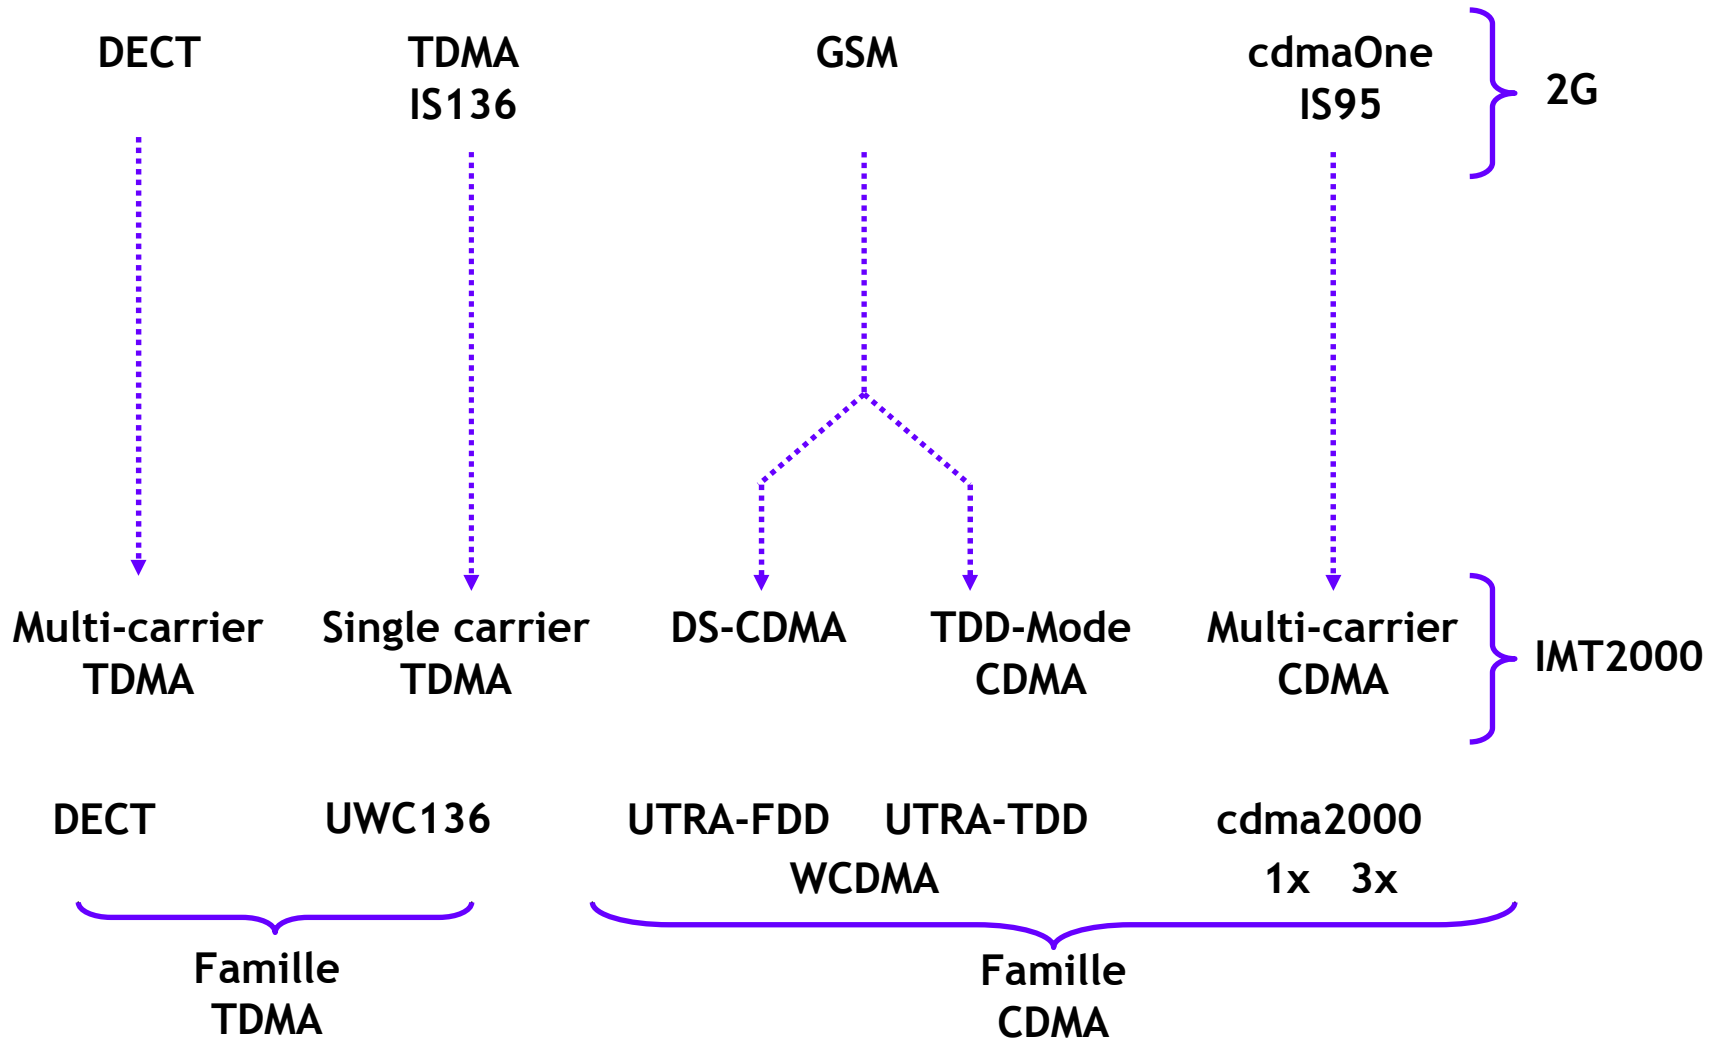 DECT
TDMA
IS136
GSM
cdmaOne
IS95
2G
Multi-carrier
TDMA
Single carrier
TDMA
DS-CDMA
TDD-Mode
CDMA
Multi-carrier
CDMA
IMT2000
DECT
UWC136
UTRA-FDD
UTRA-TDD
WCDMA
cdma2000
1x 3x
Famille
TDMA
Famille
CDMA